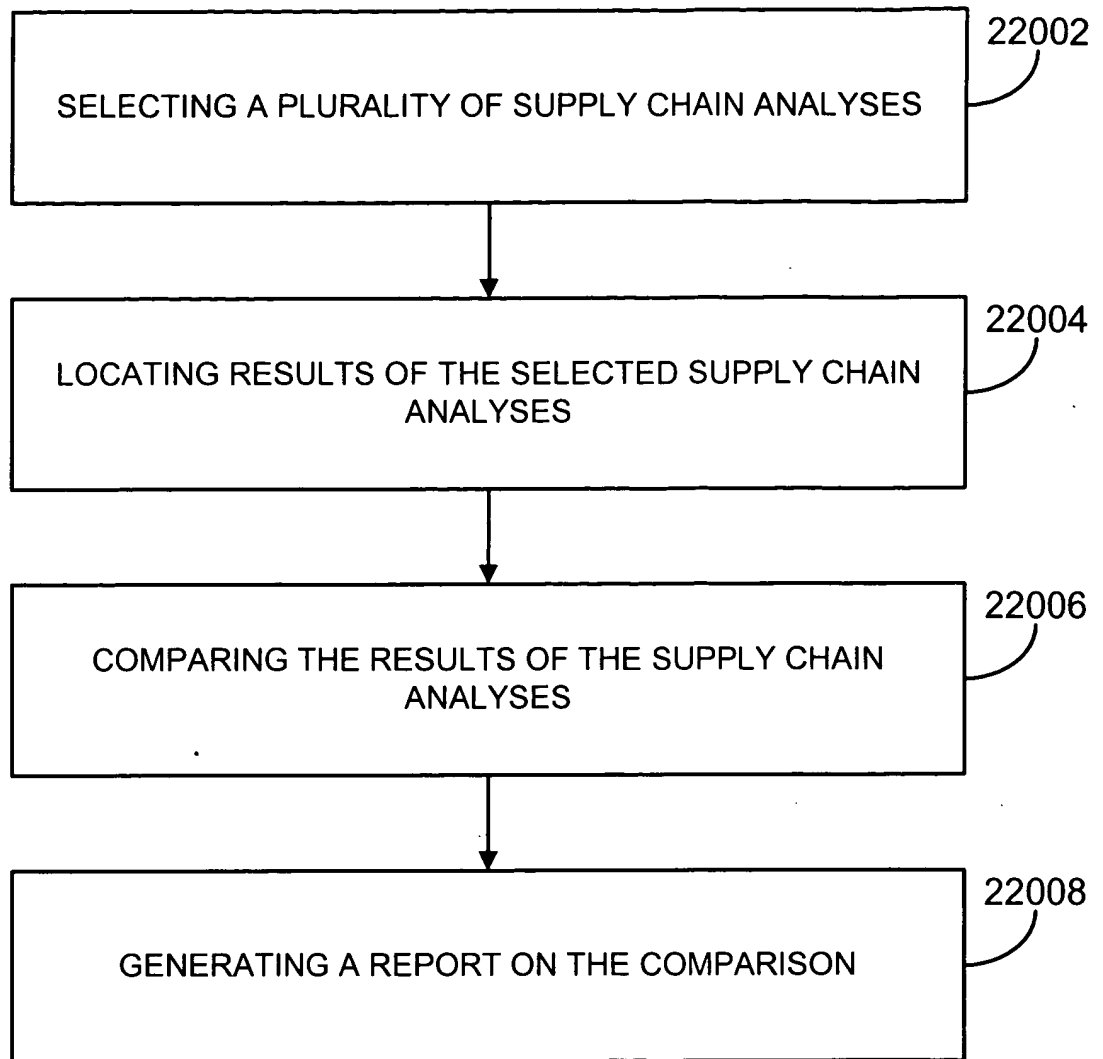 22002
SELECTING A PLURALITY OF SUPPLY CHAIN ANALYSES
22004
LOCATING RESULTS OF THE SELECTED SUPPLY CHAIN
ANALYSES
22006
COMPARING THE RESULTS OF THE SUPPLY CHAIN
ANALYSES
22008
GENERATING A REPORT ON THE COMPARISON